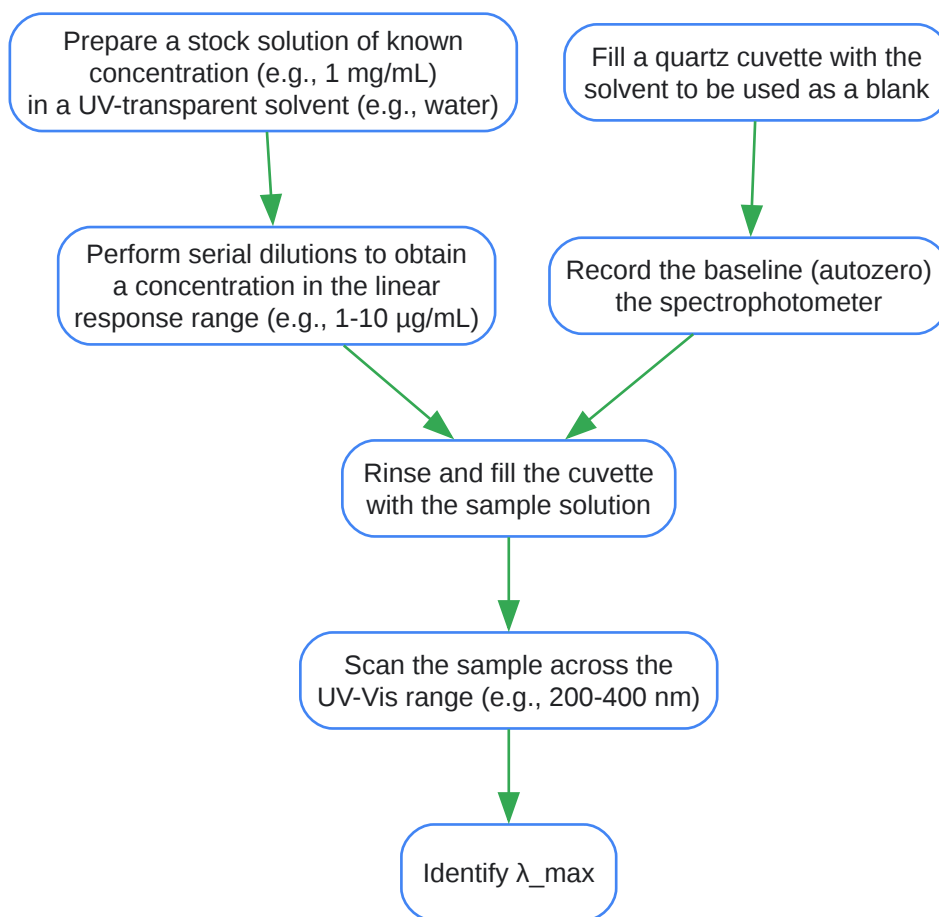 Prepare a stock solution of known
concentration (e.g., 1 mg/mL)
in a UV-transparent solvent (e.g., water)
Fill a quartz cuvette with the
solvent to be used as a blank
Perform serial dilutions to obtain
a concentration in the linear
response range (e.g., 1-10 µg/mL)
Record the baseline (autozero)
the spectrophotometer
Rinse and fill the cuvette
with the sample solution
Scan the sample across the
UV-Vis range (e.g., 200-400 nm)
Identify λ_max